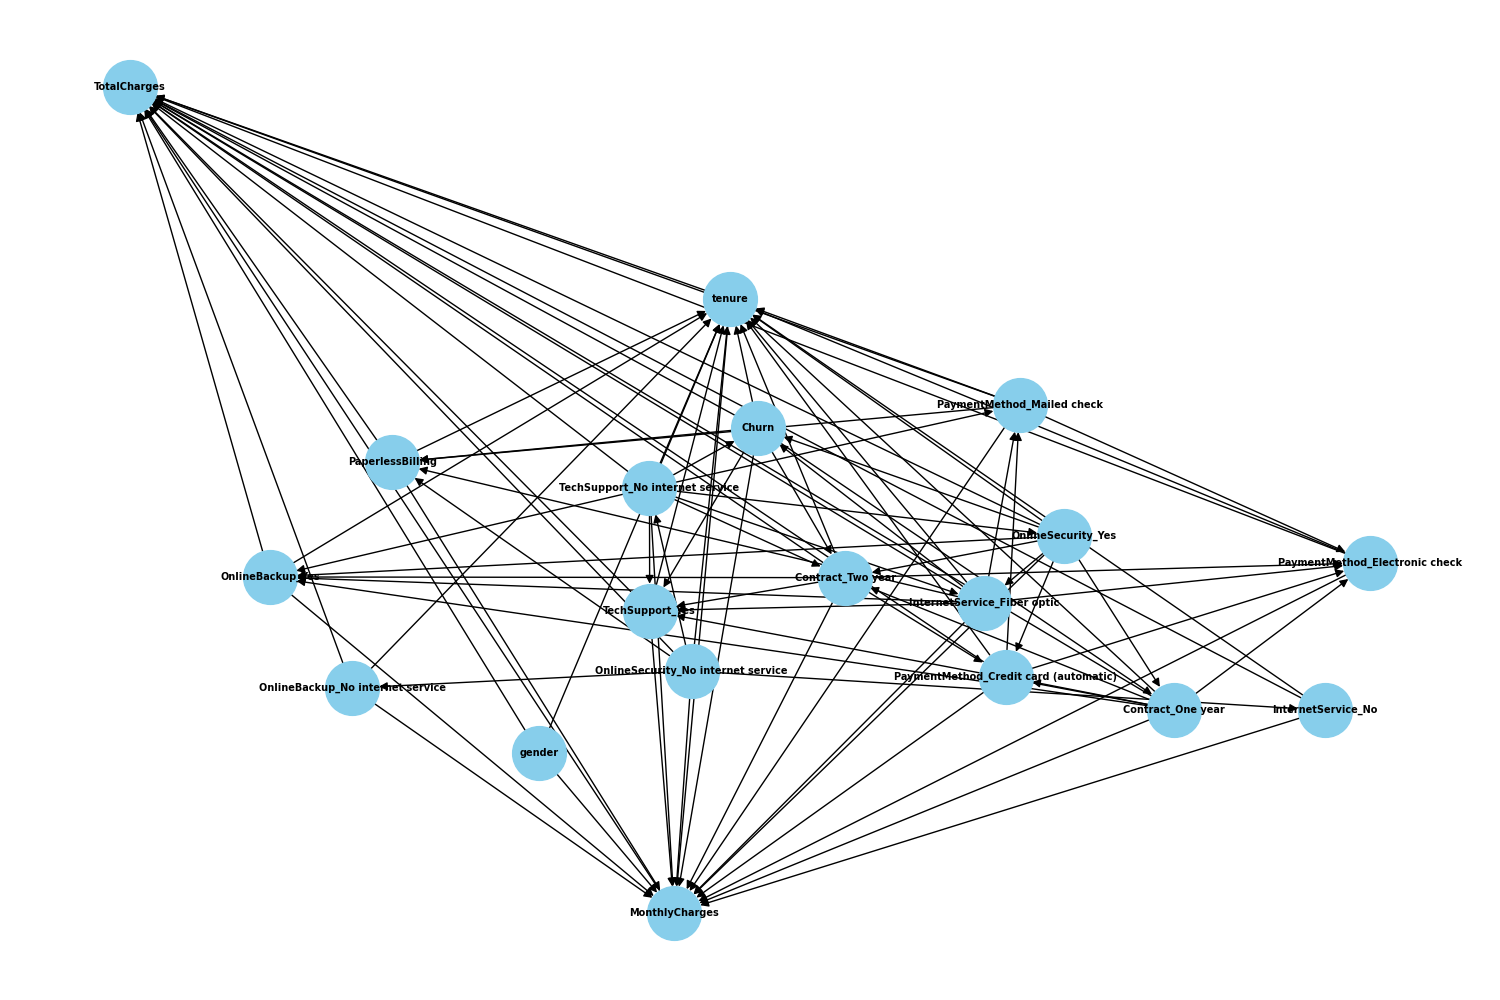 TotalCharges
tenure
PaymentMethod_Mailed check
Churn
PaperlessBilling
TechSupport_No internet service
OnlineSecurity_Yes
PaymentMethod_Electronic check
OnlineBackup_Yes
Contract_Two year
InternetService_Fiber optic
TechSupport_Yes
OnlineSecurity_No internet service
PaymentMethod_Credit card (automatic)
OnlineBackup_No internet service
Contract_One year
InternetService_No
gender
MonthlyCharges